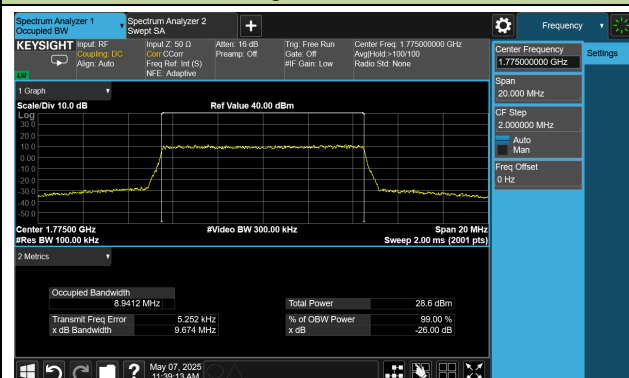 Spectrum Analyzer 1
Occupied BW
Spectrum Analyzer 2
Swept SA
+
Frequency
KEYSIGHT
Input: RF
Coupling: DC
Align: Auto
Input Z: 50 Ω
Corr CCorr
Freq Ref: Int (S)
NFE: Adaptive
Atten: 16 dB
Preamp: Off
Trig: Free Run
Gate: Off
#IF Gain: Low
Center Freq: 1.775000000 GHz
Avg|Hold:>100/100
Radio Std: None
LXI
Center Frequency
1.775000000 GHz
Settings
Span
20.000 MHz
CF Step
2.000000 MHz
Auto
Man
Freq Offset
0 Hz
1 Graph
Scale/Div 10.0 dB
Ref Value 40.00 dBm
Log
30.0
20.0
10.0
0.00
-10.0
-20.0
-30.0
-40.0
-50.0
Center 1.77500 GHz
#Video BW 300.00 kHz
Span 20 MHz
#Res BW 100.00 kHz
Sweep 2.00 ms (2001 pts)
2 Metrics
Occupied Bandwidth
8.9412 MHz
Total Power 28.6 dBm
Transmit Freq Error 5.252 kHz
% of OBW Power 99.00 %
x dB Bandwidth 9.674 MHz
x dB -26.00 dB
?
May 07, 2025
11:39:13 AM